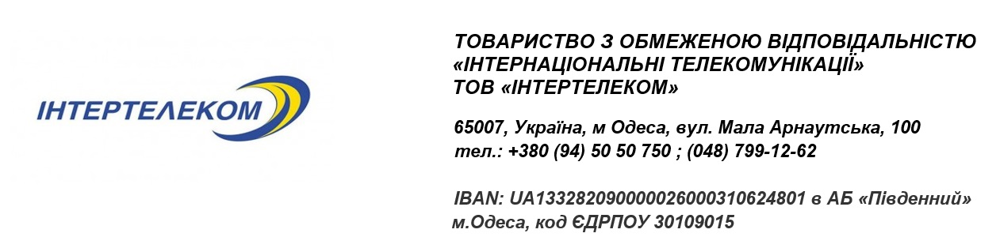 ІНТЕРТЕЛЕКОМ
ТОВАРИСТВО З ОБМЕЖЕНОЮ ВІДПОВІДАЛЬНІСТЮ
«ІНТЕРНАЦІОНАЛЬНІ ТЕЛЕКОМУНІКАЦІЇ»
ТОВ «ІНТЕРТЕЛЕКОМ»
65007, Україна, м Одеса, вул. Мала Арнаутська, 100
тел.: +380 (94) 50 50 750 ; (048) 799-12-62
IBAN: UA133282090000026000310624801 в АБ «Південний»
м.Одеса, код ЄДРПОУ 30109015